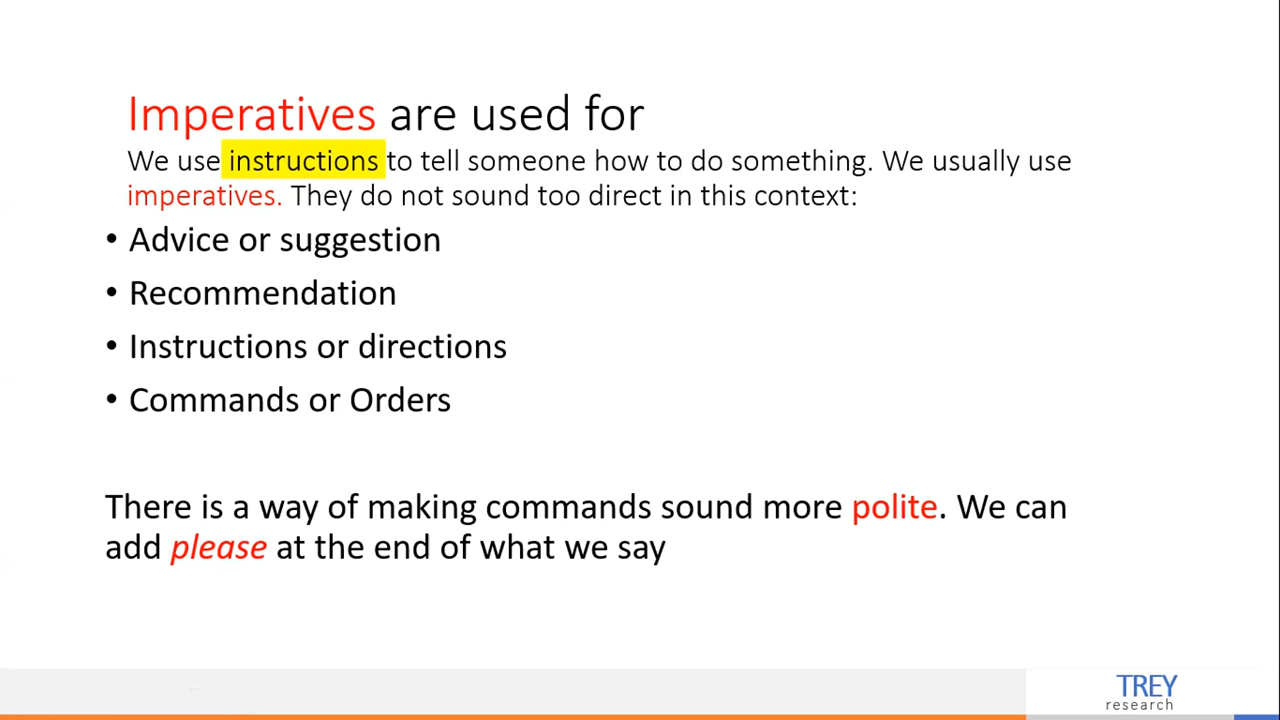 Imperatives are used for
We use instructions to tell someone how to do something. We usually use
imperatives. They do not sound too direct in this context:
• Advice or suggestion
• Recommendation
• Instructions or directions
• Commands or Orders
There is a way of making commands sound more polite. We can
add please at the end of what we say
TREY
research